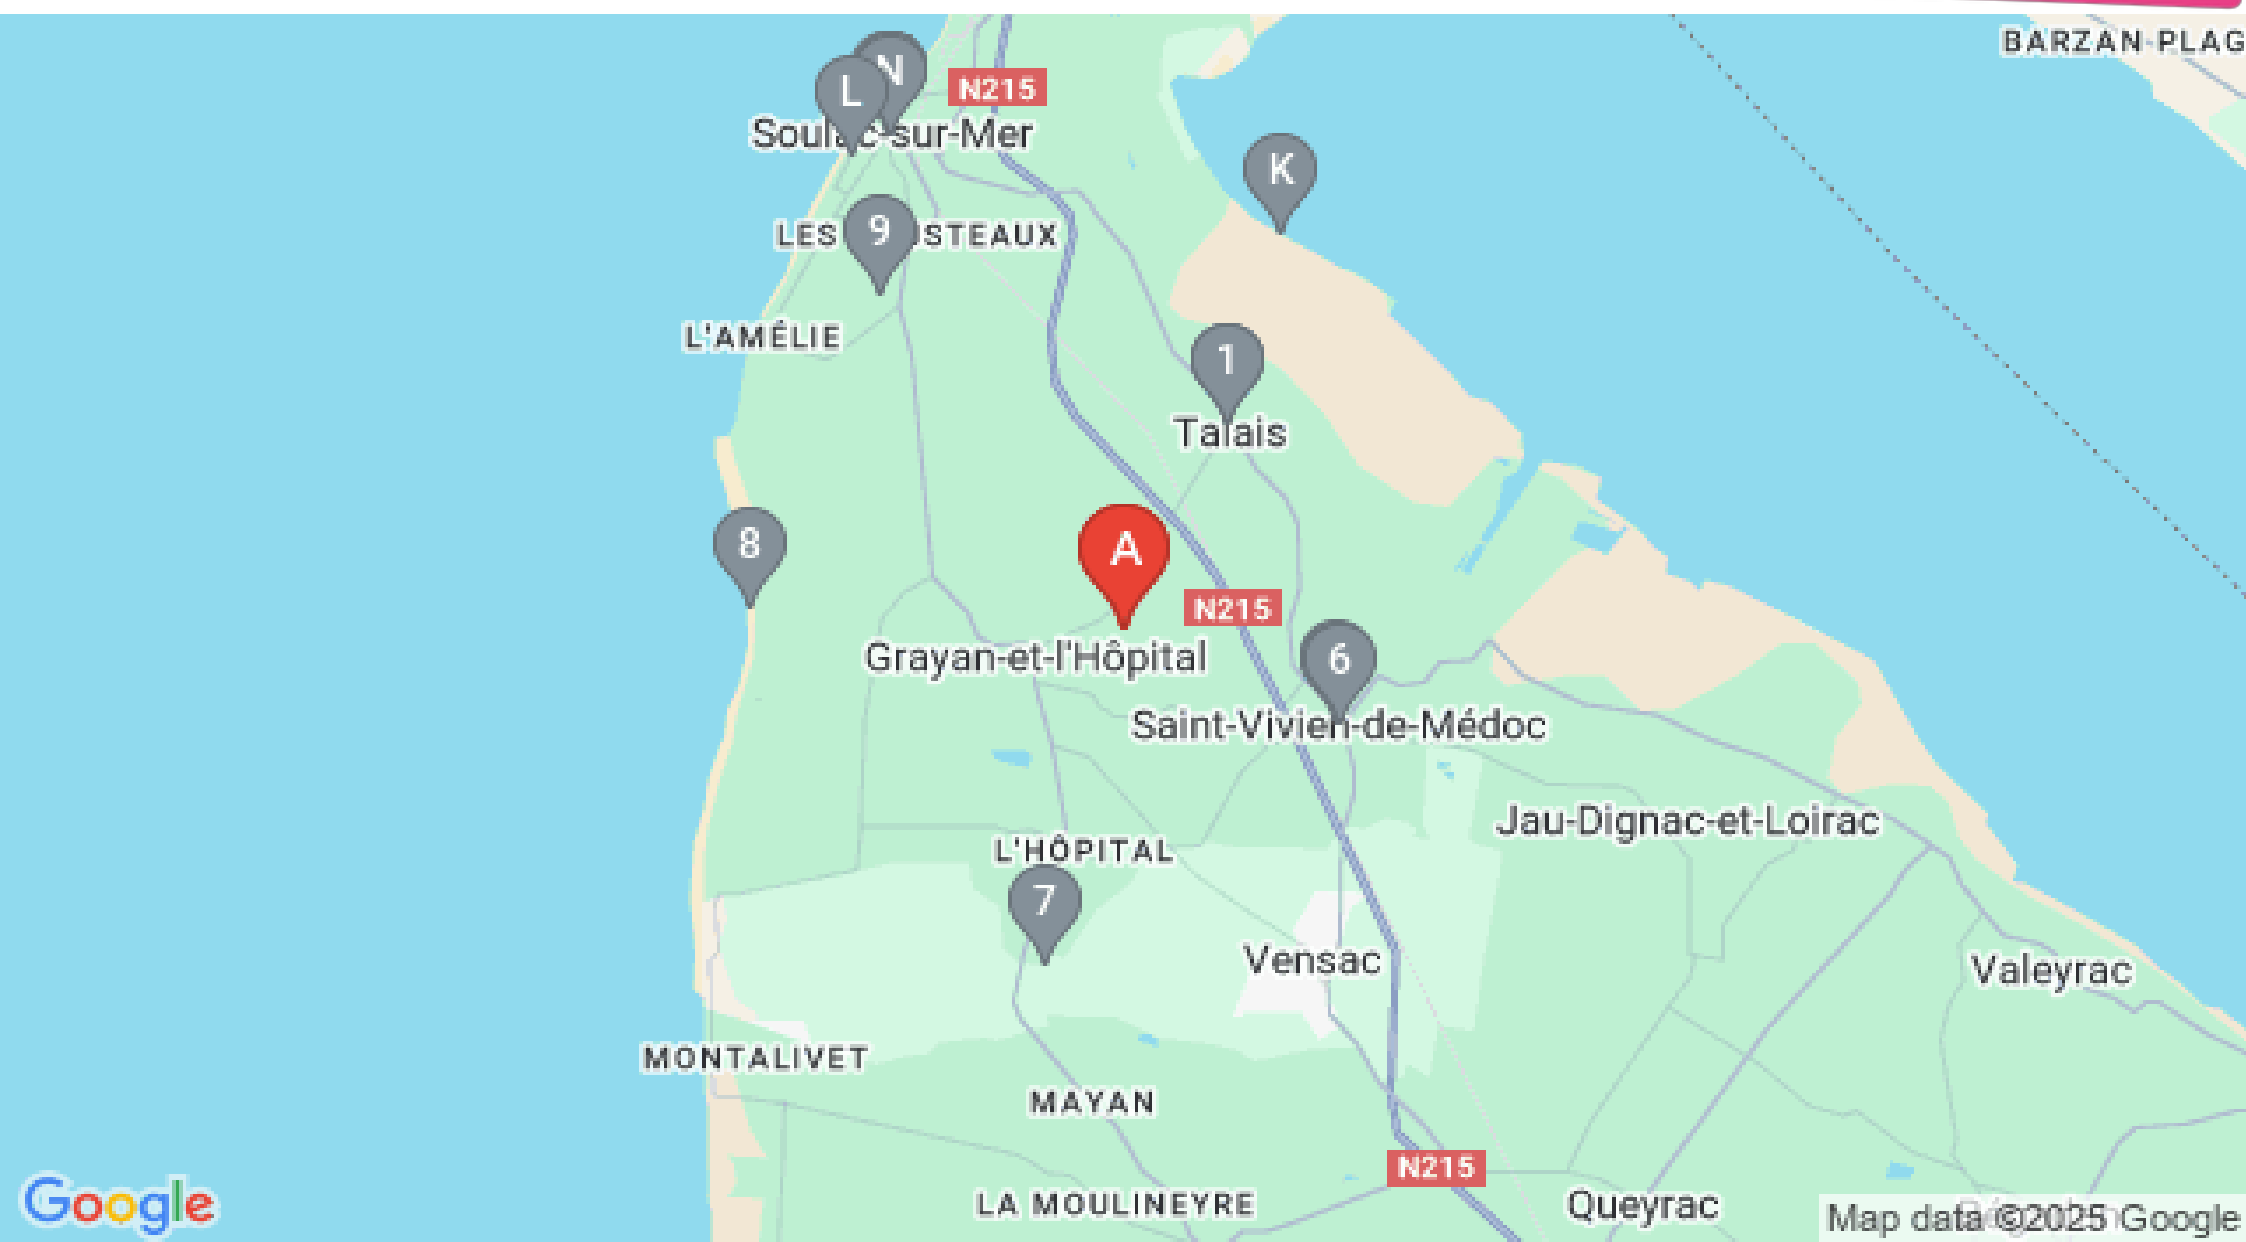 BARZAN-PLAG
N
L
N215
Soulac-sur-Mer
K
LES
9
STEAUX
L'AMÉLIE
1
Talais
8
A
N215
Grayan-et-l'Hôpital
6
Saint-Vivien-de-Médoc
Jau-Dignac-et-Loirac
L'HÔPITAL
7
Vensac
Valeyrac
MONTALIVET
MAYAN
N215
LA MOULINEYRE
Queyrac
Google
Map data ©2025 Google